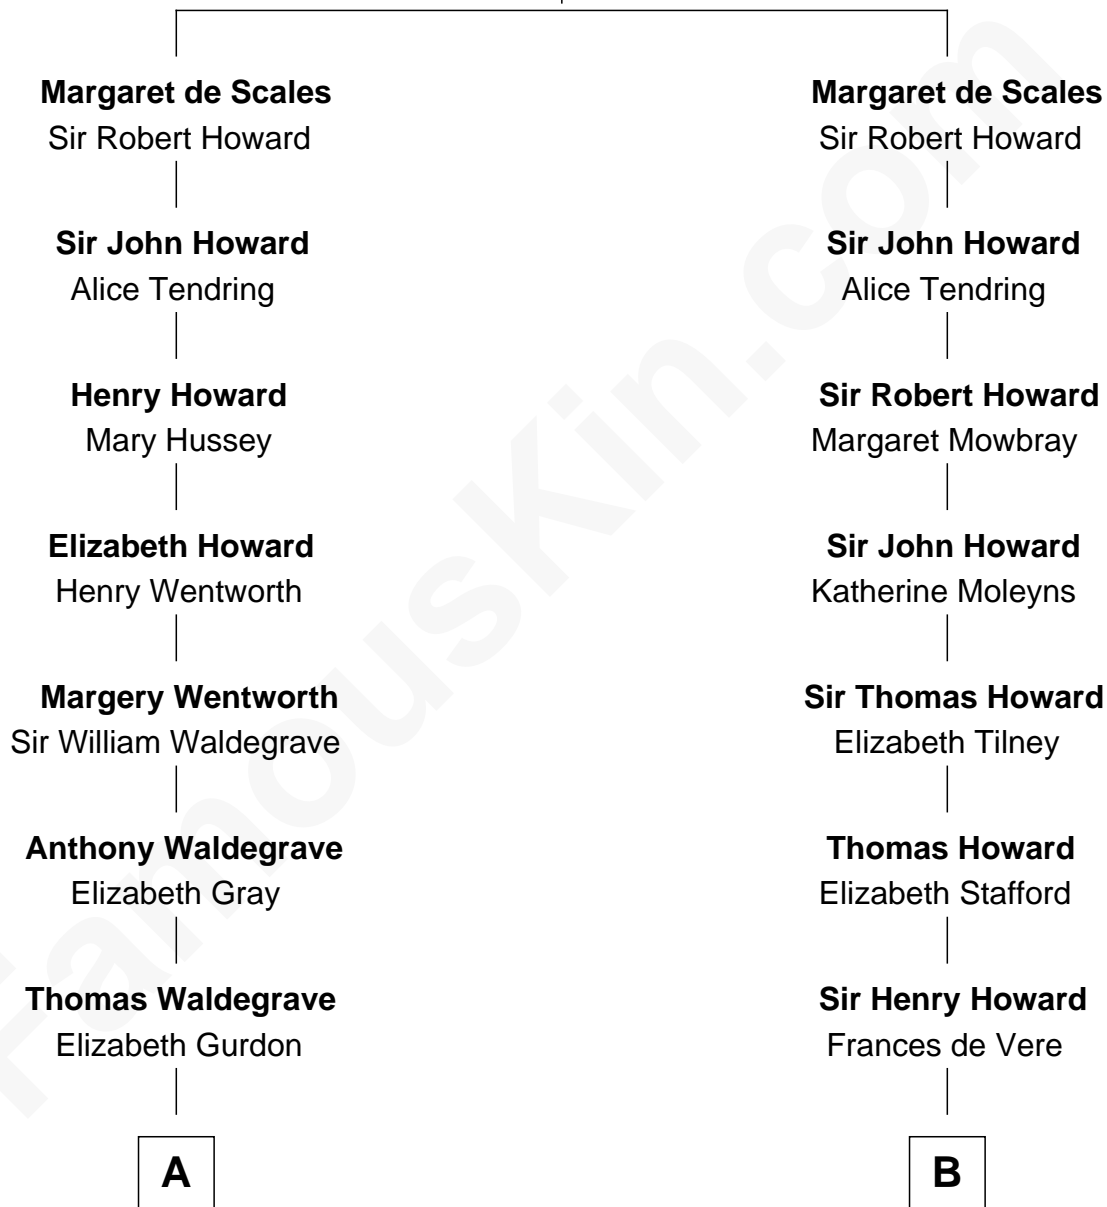 Margaret de Scales
Sir Robert Howard
Sir John Howard
Alice Tendring
Henry Howard
Mary Hussey
Elizabeth Howard
Henry Wentworth
Margery Wentworth
Sir William Waldegrave
Anthony Waldegrave
Elizabeth Gray
Thomas Waldegrave
Elizabeth Gurdon
A
Margaret de Scales
Sir Robert Howard
Sir John Howard
Alice Tendring
Sir Robert Howard
Margaret Mowbray
Sir John Howard
Katherine Moleyns
Sir Thomas Howard
Elizabeth Tilney
Thomas Howard
Elizabeth Stafford
Sir Henry Howard
Frances de Vere
B
FamousKin.com